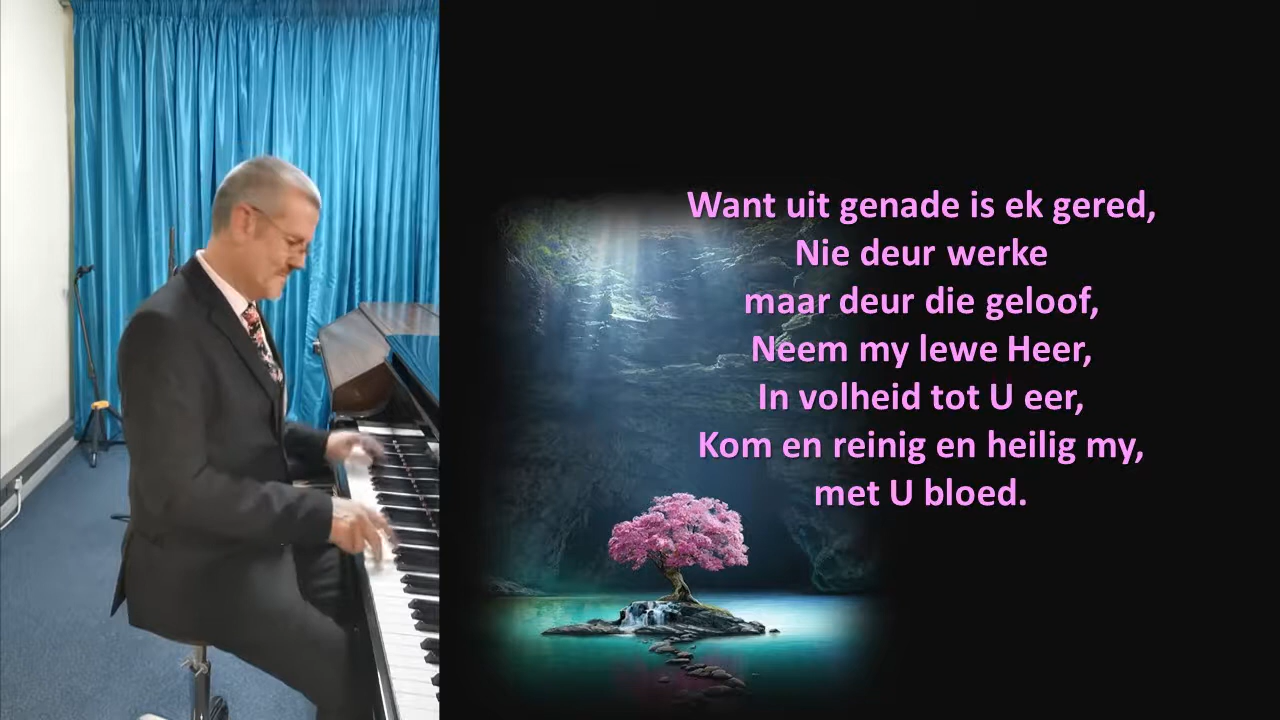 Want uit genade is ek gered,
Nie deur werke
maar deur die geloof,
Neem my lewe Heer,
In volheid tot U eer,
Kom en reinig en heilig my,
met U bloed.